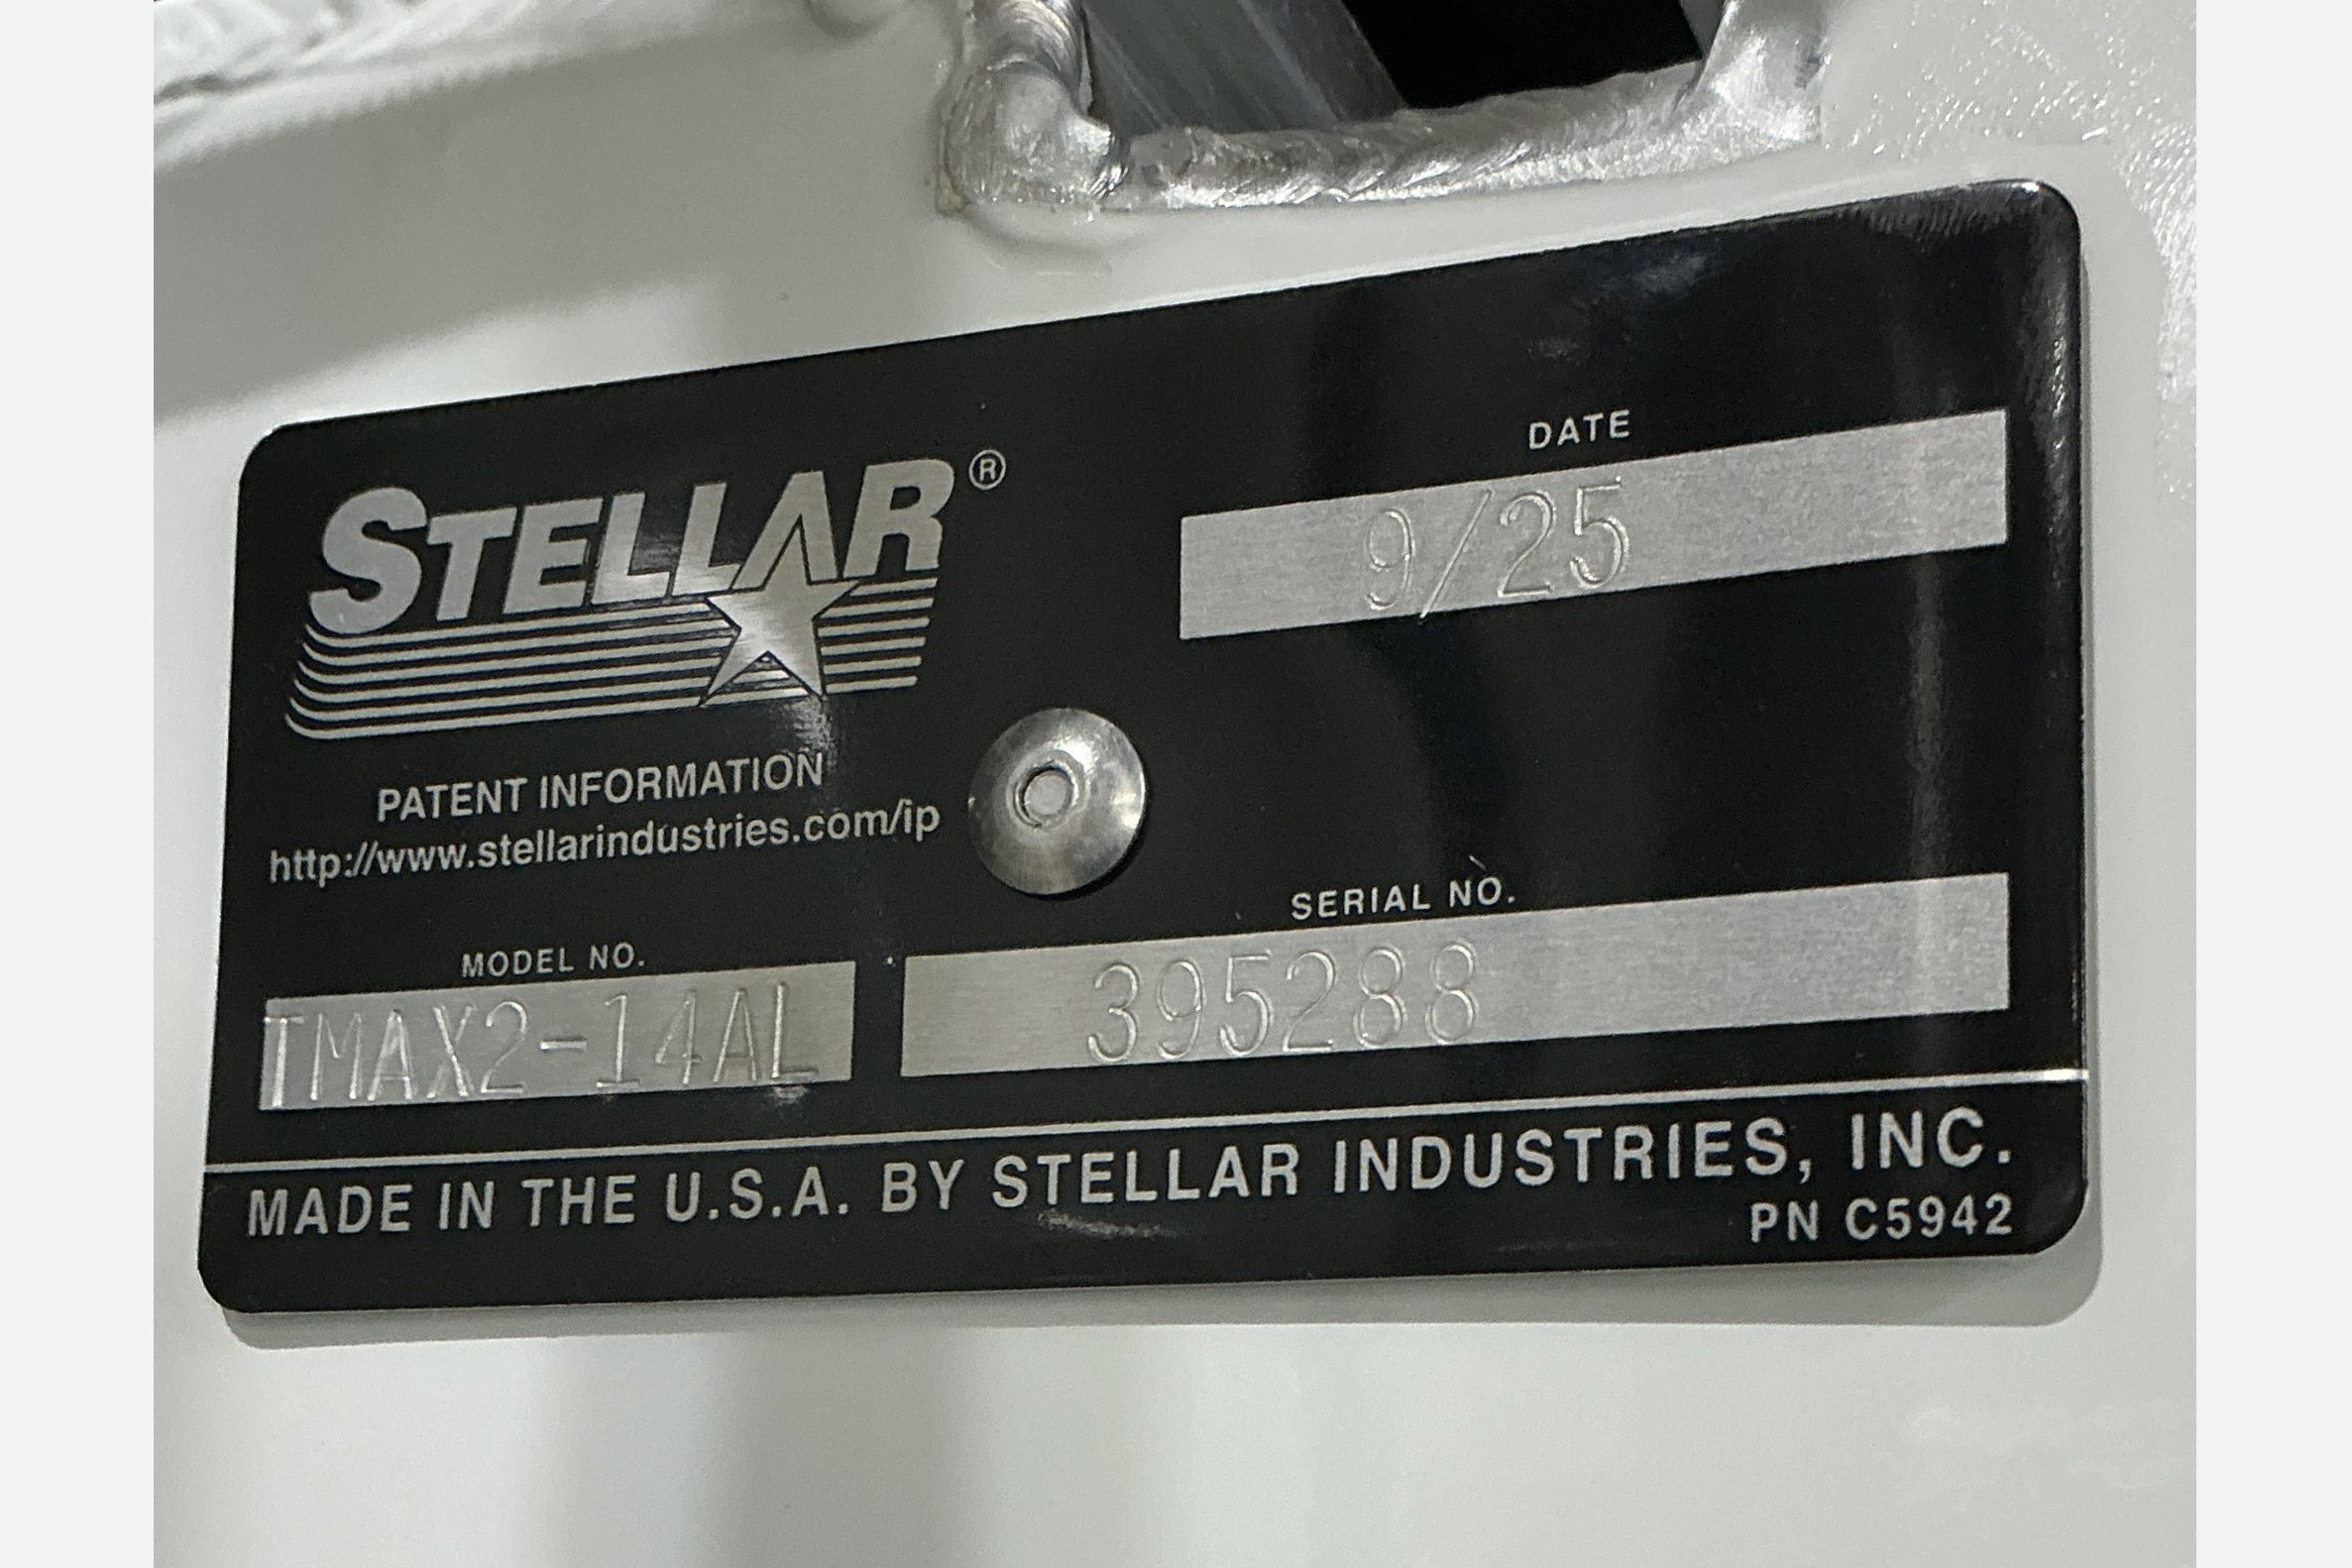 STELLAR®
DATE
9/25
PATENT INFORMATION
http://www.stellarindustries.com/ip
MODEL NO.
TMAX2-14AL
SERIAL NO.
395288
MADE IN THE U.S.A. BY STELLAR INDUSTRIES, INC.
PN C5942